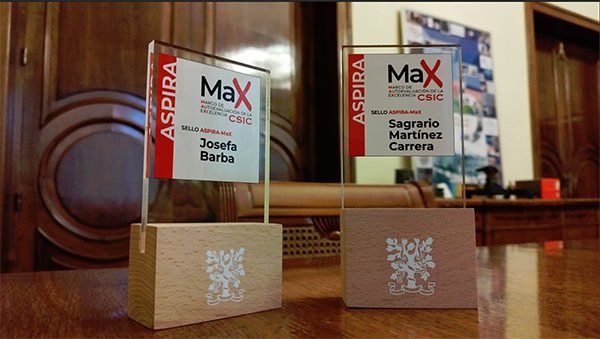 ASPIRA
MaX
MARCO DE
AUTOEVALUACIÓN DE LA
EXCELENCIA CSIC
SELLO ASPIRA-MaX
Josefa
Barba
ASPIRA
MaX
MARCO DE
AUTOEVALUACIÓN DE LA
EXCELENCIA CSIC
SELLO ASPIRA-MaX
Sagrario
Martínez
Carrera